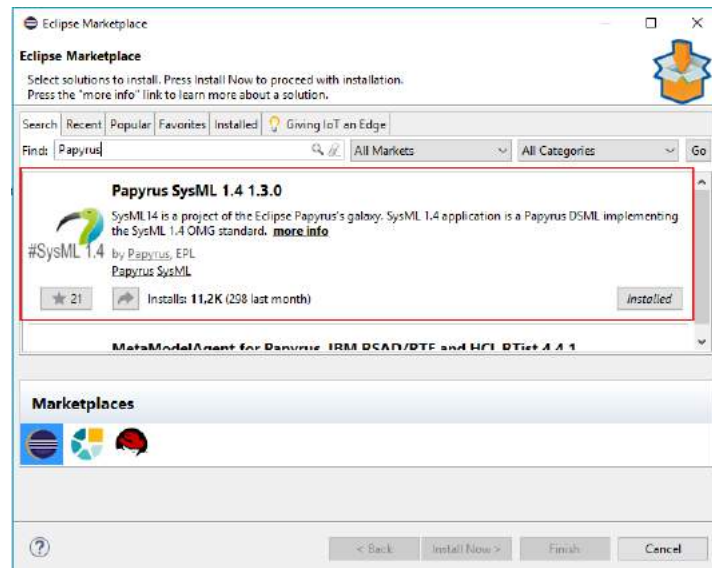 Eclipse Marketplace
Eclipse Marketplace
Select solutions to install. Press Install Now to proceed with installation.
Press the "more info" link to learn more about a solution.
Search Recent Popular Favorites Installed Giving IoT an Edge
Find: Papyrus All Markets All Categories Go
Papyrus SysML 1.4 1.3.0
SysML14 is a project of the Eclipse Papyrus's galaxy. SysML 1.4 application is a Papyrus DSML implementing
the SysML 1.4 OMG standard. more info
#SysML 1.4
by Papyrus, EPL
Papyrus SysML
21 Installs: 11,2K (298 last month) Installed
MetaModelAgent for Papyrus, IBM RSAD/RTE and HCL RTist 4.4.1
Marketplaces
? < Back Install Now > Finish Cancel